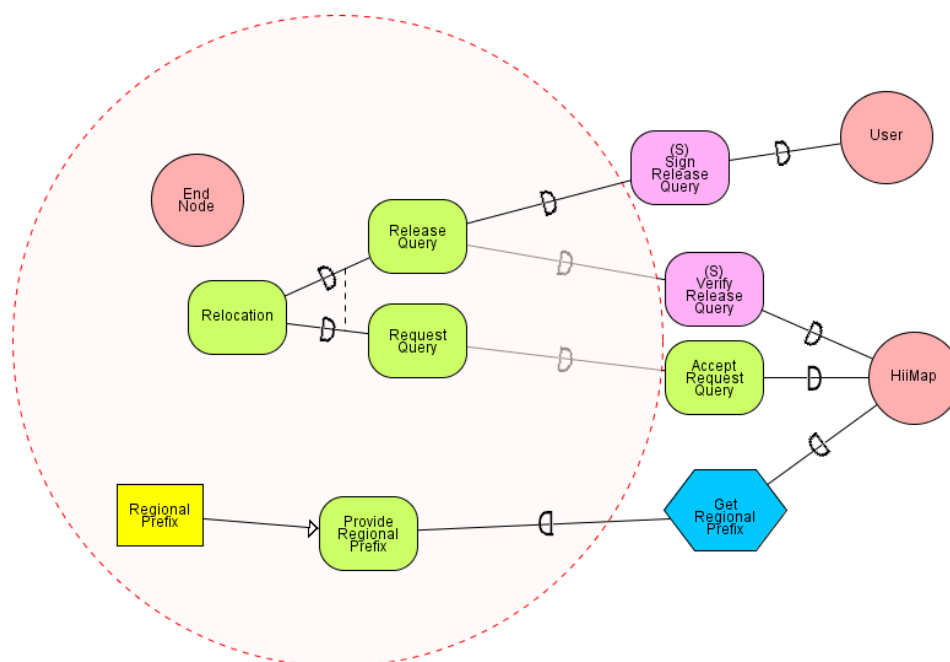 (S)
Sign
Release
Query
User
End
Node
Release
Query
(S)
Verify
Release
Query
Relocation
Request
Query
Accept
Request
Query
HiiMap
Regional
Prefix
Provide
Regional
Prefix
Get
Regional
Prefix